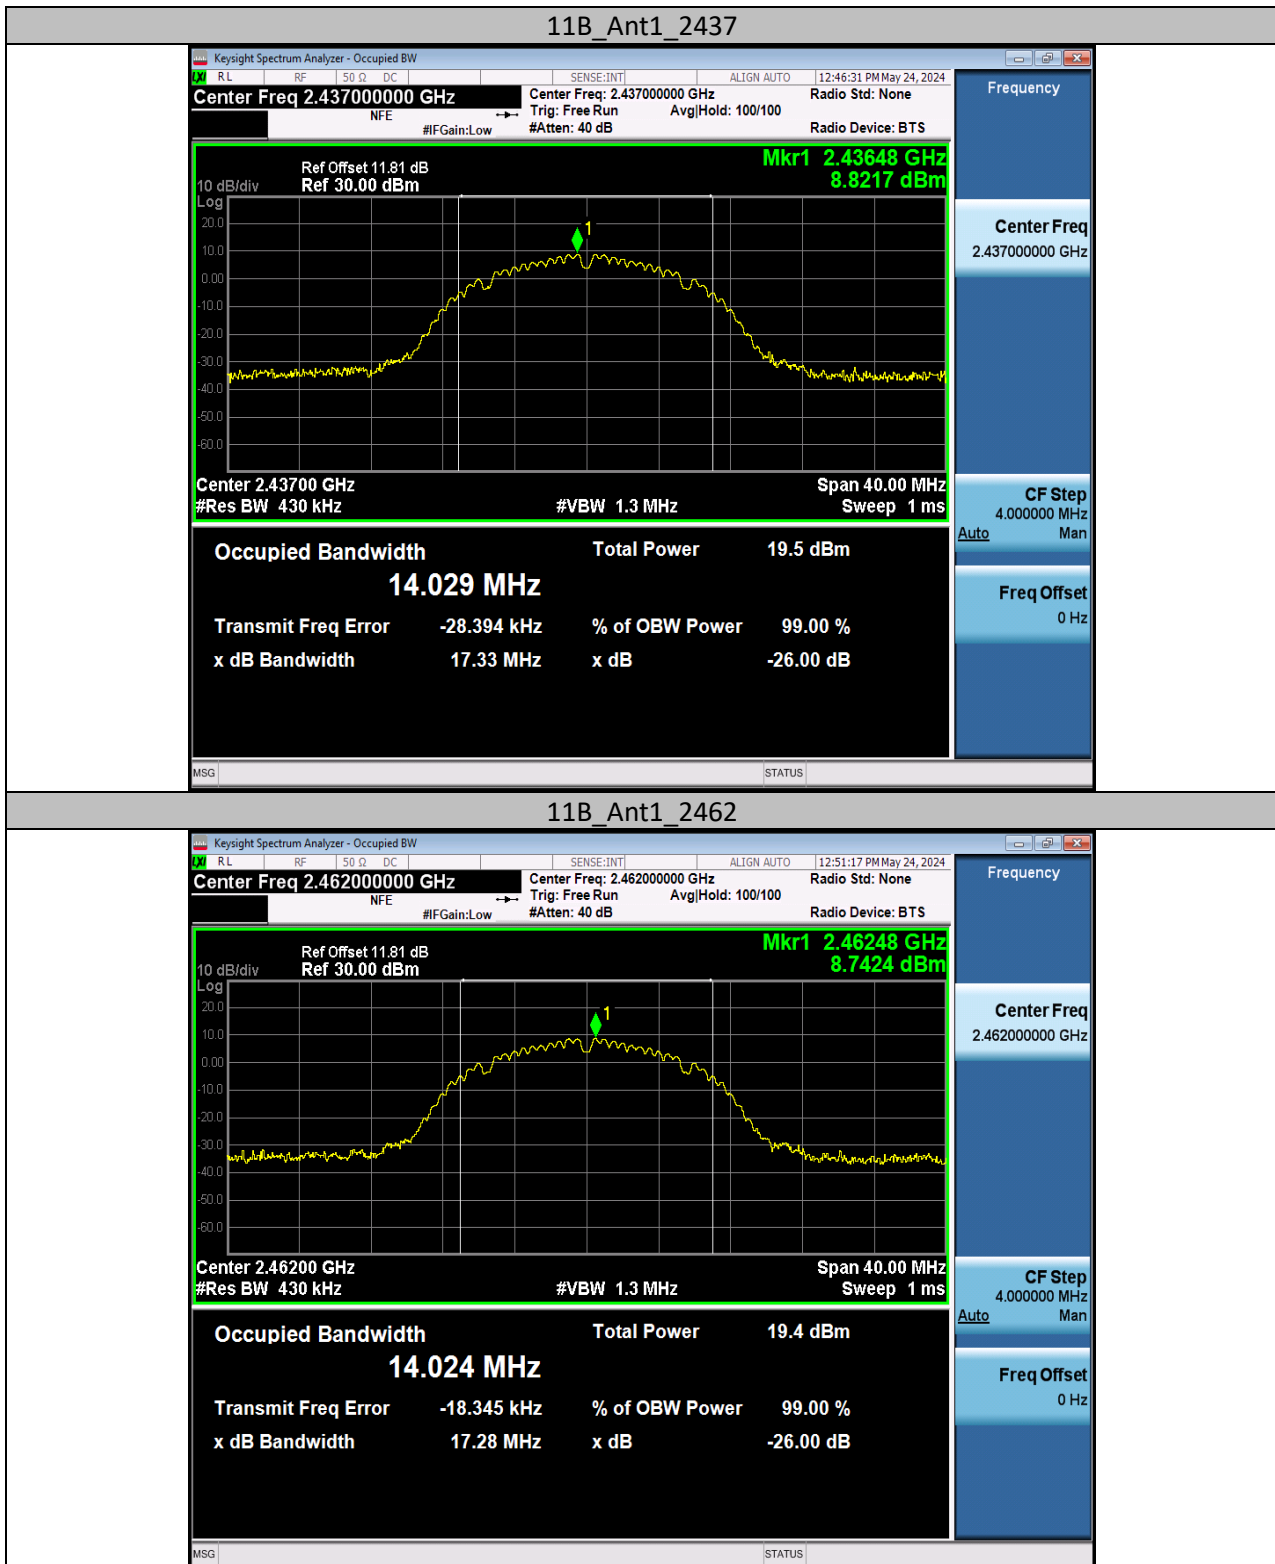 11B_Ant1_2437
Keysight Spectrum Analyzer - Occupied BW
LXI RL RF 50 Ω DC SENSE:INT ALIGN AUTO 12:46:31 PM May 24, 2024
Center Freq 2.437000000 GHz
NFE
#IFGain:Low
Center Freq: 2.437000000 GHz
Trig: Free Run Avg|Hold: 100/100
#Atten: 40 dB
Radio Std: None
Radio Device: BTS
Frequency
Mkr1 2.43648 GHz
8.8217 dBm
Ref Offset 11.81 dB
10 dB/div Ref 30.00 dBm
Log
20.0
10.0
0.00
-10.0
-20.0
-30.0
-40.0
-50.0
-60.0
1
Center Freq
2.437000000 GHz
Center 2.43700 GHz Span 40.00 MHz
#Res BW 430 kHz #VBW 1.3 MHz Sweep 1 ms
CF Step
4.000000 MHz
Auto Man
Occupied Bandwidth Total Power 19.5 dBm
14.029 MHz
Transmit Freq Error -28.394 kHz % of OBW Power 99.00 %
x dB Bandwidth 17.33 MHz x dB -26.00 dB
Freq Offset
0 Hz
MSG STATUS
11B_Ant1_2462
Keysight Spectrum Analyzer - Occupied BW
LXI RL RF 50 Ω DC SENSE:INT ALIGN AUTO 12:51:17 PM May 24, 2024
Center Freq 2.462000000 GHz
NFE
#IFGain:Low
Center Freq: 2.462000000 GHz
Trig: Free Run Avg|Hold: 100/100
#Atten: 40 dB
Radio Std: None
Radio Device: BTS
Frequency
Mkr1 2.46248 GHz
8.7424 dBm
Ref Offset 11.81 dB
10 dB/div Ref 30.00 dBm
Log
20.0
10.0
0.00
-10.0
-20.0
-30.0
-40.0
-50.0
-60.0
1
Center Freq
2.462000000 GHz
Center 2.46200 GHz Span 40.00 MHz
#Res BW 430 kHz #VBW 1.3 MHz Sweep 1 ms
CF Step
4.000000 MHz
Auto Man
Occupied Bandwidth Total Power 19.4 dBm
14.024 MHz
Transmit Freq Error -18.345 kHz % of OBW Power 99.00 %
x dB Bandwidth 17.28 MHz x dB -26.00 dB
Freq Offset
0 Hz
MSG STATUS